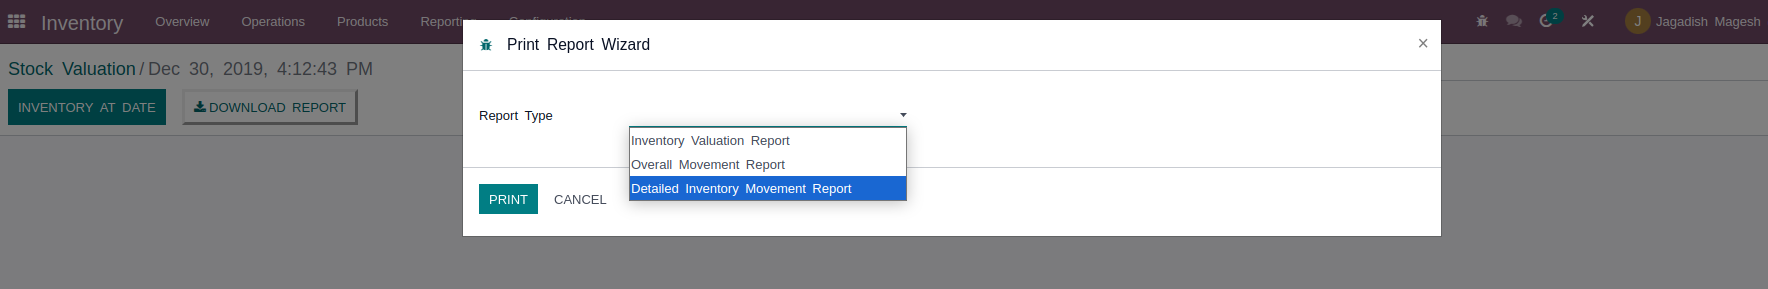 Inventory Overview Operations Products Reporting Configuration 2 J Jagadish Magesh
Print Report Wizard ×
Stock Valuation / Dec 30, 2019, 4:12:43 PM
INVENTORY AT DATE DOWNLOAD REPORT
Report Type
Inventory Valuation Report
Overall Movement Report
Detailed Inventory Movement Report
PRINT CANCEL